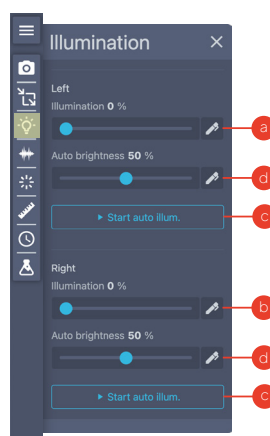 Illumination
Left
Illumination 0 %
a
Auto brightness 50 %
d
Start auto illum.
c
Right
Illumination 0 %
b
Auto brightness 50 %
d
Start auto illum.
c